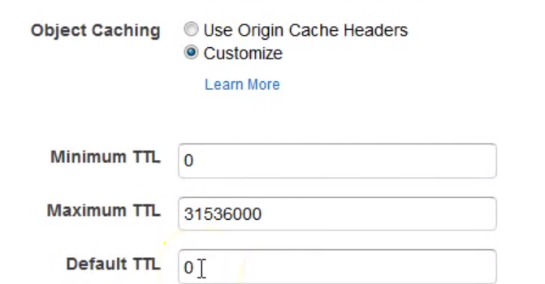 Object Caching Use Origin Cache Headers
Customize
Learn More
Minimum TTL 0
Maximum TTL 31536000
Default TTL 0